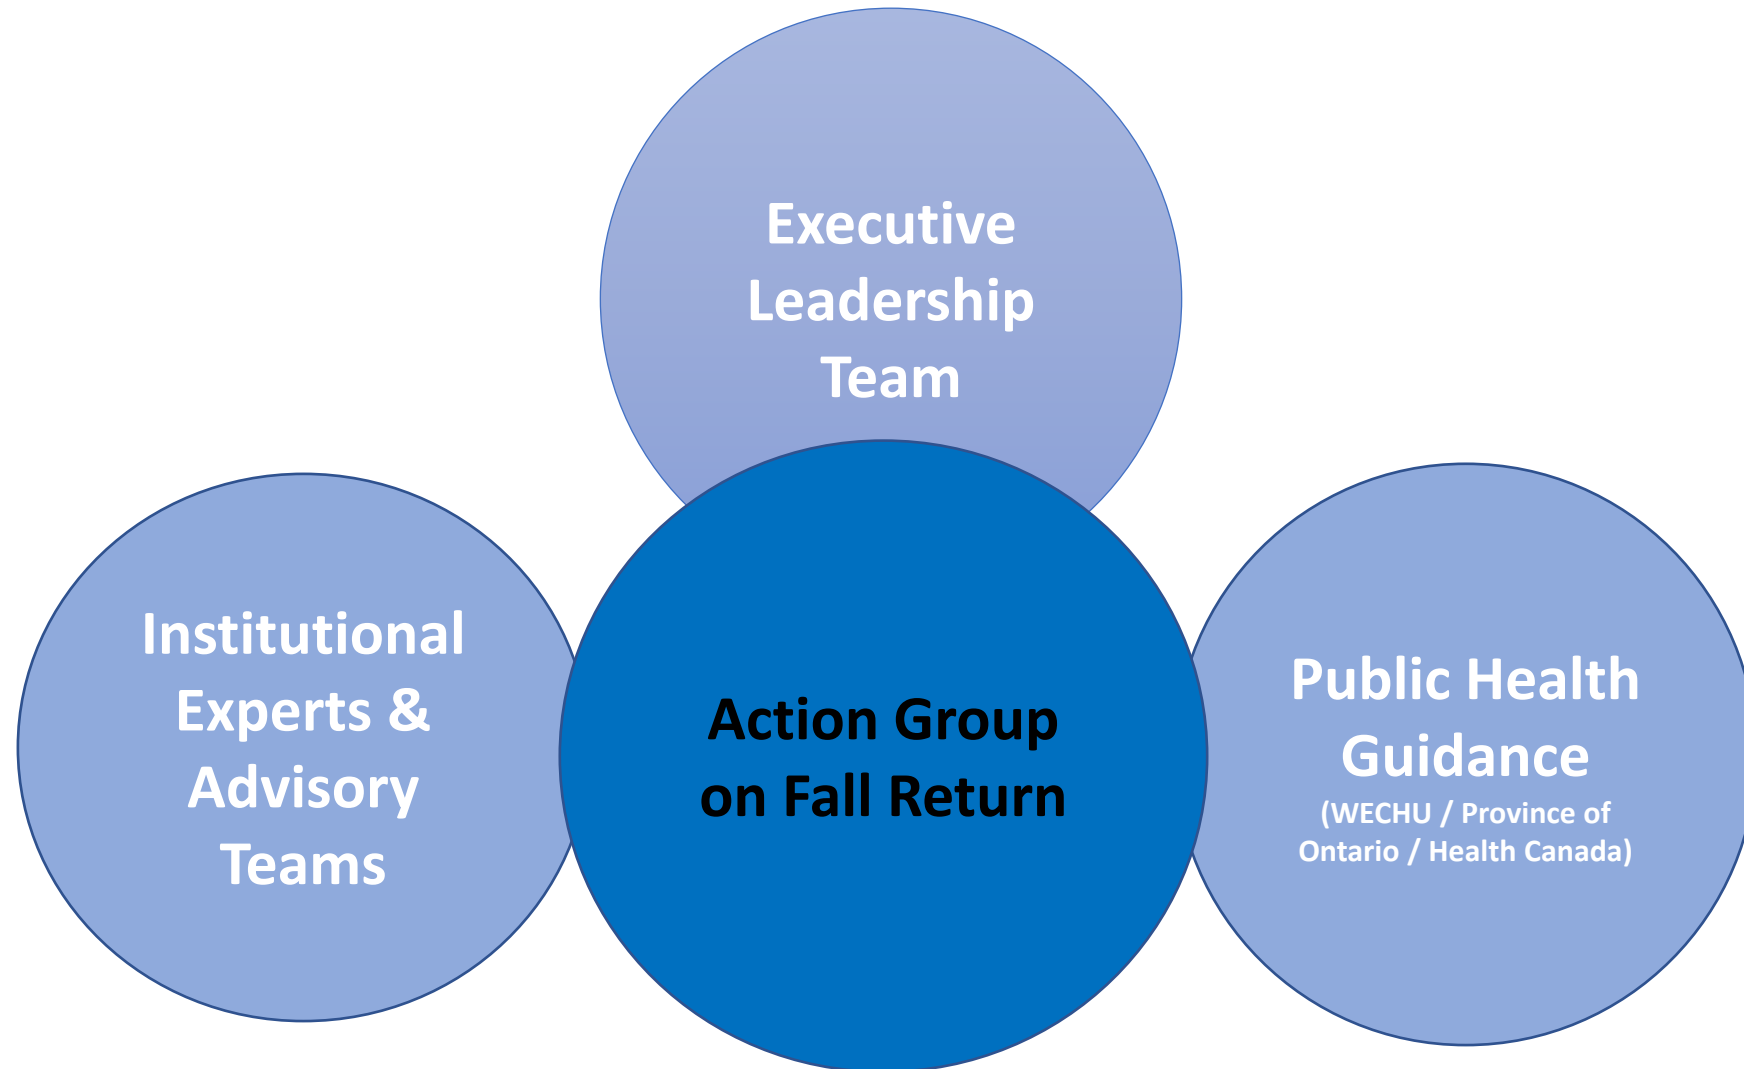 Executive
Leadership
Team
Institutional
Experts &
Advisory
Teams
Action Group
on Fall Return
Public Health
Guidance
(WECHU / Province of
Ontario / Health Canada)